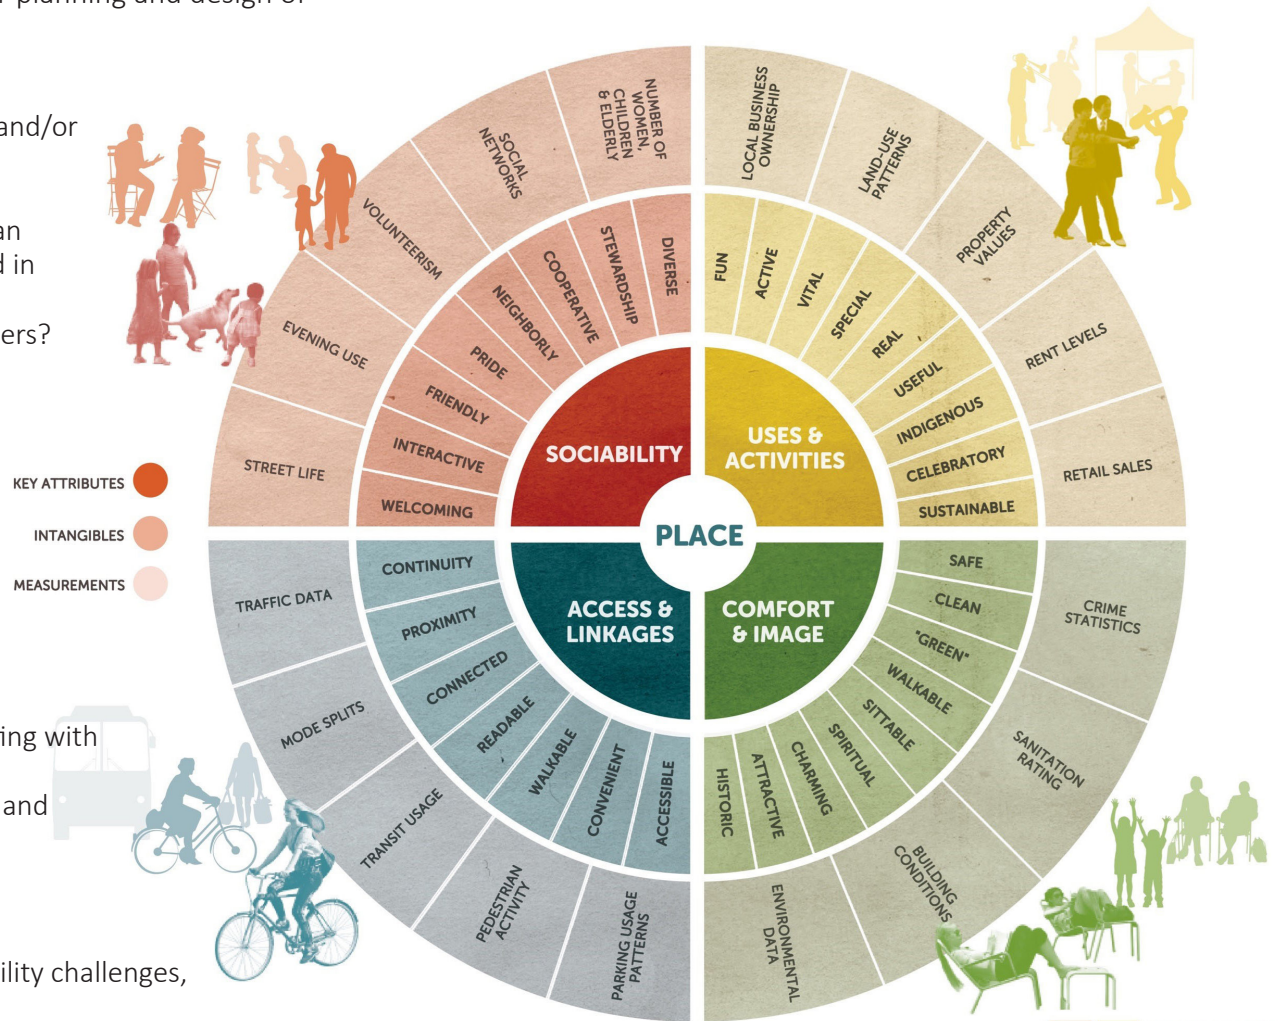 planning and design of
and/or
an
d in
ers?
KEY ATTRIBUTES
INTANGIBLES
MEASUREMENTS
ting with
and
ility challenges,
PLACE
SOCIABILITY
USES &
ACTIVITIES
ACCESS &
LINKAGES
COMFORT
& IMAGE
WELCOMING
INTERACTIVE
FRIENDLY
PRIDE
NEIGHBORLY
COOPERATIVE
STEWARDSHIP
DIVERSE
FUN
ACTIVE
VITAL
SPECIAL
REAL
USEFUL
INDIGENOUS
CELEBRATORY
SUSTAINABLE
SAFE
CLEAN
"GREEN"
WALKABLE
SITTABLE
SPIRITUAL
CHARMING
ATTRACTIVE
HISTORIC
ACCESSIBLE
CONVENIENT
WALKABLE
READABLE
CONNECTED
PROXIMITY
CONTINUITY
STREET LIFE
EVENING USE
VOLUNTEERISM
SOCIAL
NETWORKS
NUMBER OF
WOMEN,
CHILDREN
& ELDERLY
LOCAL BUSINESS
OWNERSHIP
LAND-USE
PATTERNS
PROPERTY
VALUES
RENT LEVELS
RETAIL SALES
CRIME
STATISTICS
SANITATION
RATING
BUILDING
CONDITIONS
ENVIRONMENTAL
DATA
PARKING USAGE
PATTERNS
PEDESTRIAN
ACTIVITY
TRANSIT USAGE
MODE SPLITS
TRAFFIC DATA